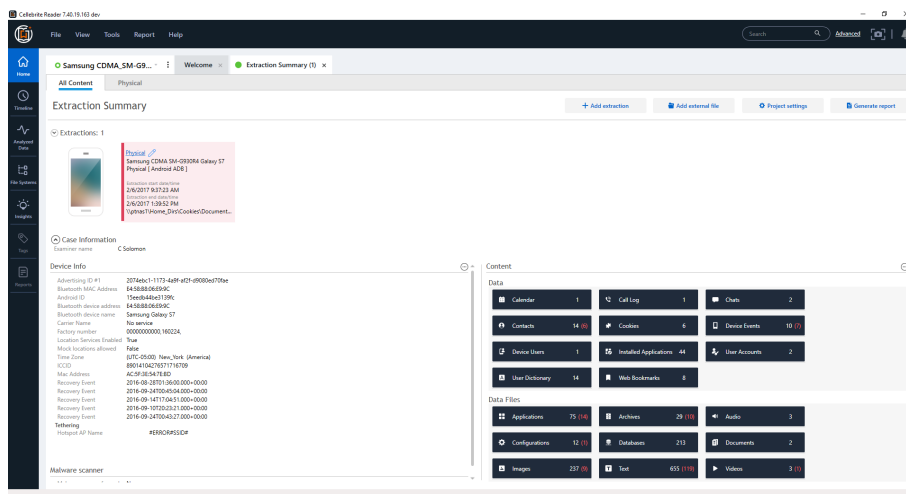 Cellebrite Reader 7.40.19.163 dev
File View Tools Report Help
Search
Advanced
Home
Timeline
Analyzed Data
File Systems
Insights
Tags
Reports
Samsung CDMA_SM-G9...
Welcome ×
Extraction Summary (1) ×
All Content Physical
Extraction Summary
+ Add extraction
Add external file
Project settings
Generate report
Extractions: 1
Physical
Samsung CDMA SM-G930R4 Galaxy S7
Physical [ Android ADB ]
Extraction start date/time
2/6/2017 9:37:23 AM
Extraction end date/time
2/6/2017 1:39:52 PM
\\ptnas1\Home_Dirs\Cookies\Document...
Case Information
Examiner name C Solomon
Device Info
Advertising ID #1 2074ebc1-1173-4a9f-af2f-d9080ed70fae
Bluetooth MAC Address E4:58:B8:06:E9:9C
Android ID 15eedb44be3139fc
Bluetooth device address E4:58:B8:06:E9:9C
Bluetooth device name Samsung Galaxy S7
Carrier Name No service
Factory number 00000000000,160224,
Location Services Enabled True
Mock locations allowed False
Time Zone (UTC-05:00) New_York (America)
ICCID 89014104276571716709
Mac Address AC:5F:3E:54:7E:BD
Recovery Event 2016-08-28T01:36:00.000+00:00
Recovery Event 2016-09-24T00:45:04.000+00:00
Recovery Event 2016-09-14T17:04:51.000+00:00
Recovery Event 2016-09-10T20:23:21.000+00:00
Recovery Event 2016-09-24T00:43:27.000+00:00
Tethering
Hotspot AP Name #ERROR#SSID#
Malware scanner
Content
Data
Calendar 1
Call Log 1
Chats 2
Contacts 14 (6)
Cookies 6
Device Events 10 (7)
Device Users 1
Installed Applications 44
User Accounts 2
User Dictionary 14
Web Bookmarks 8
Data Files
Applications 75 (14)
Archives 29 (10)
Audio 3
Configurations 12 (1)
Databases 213
Documents 2
Images 237 (9)
Text 655 (119)
Videos 3 (1)